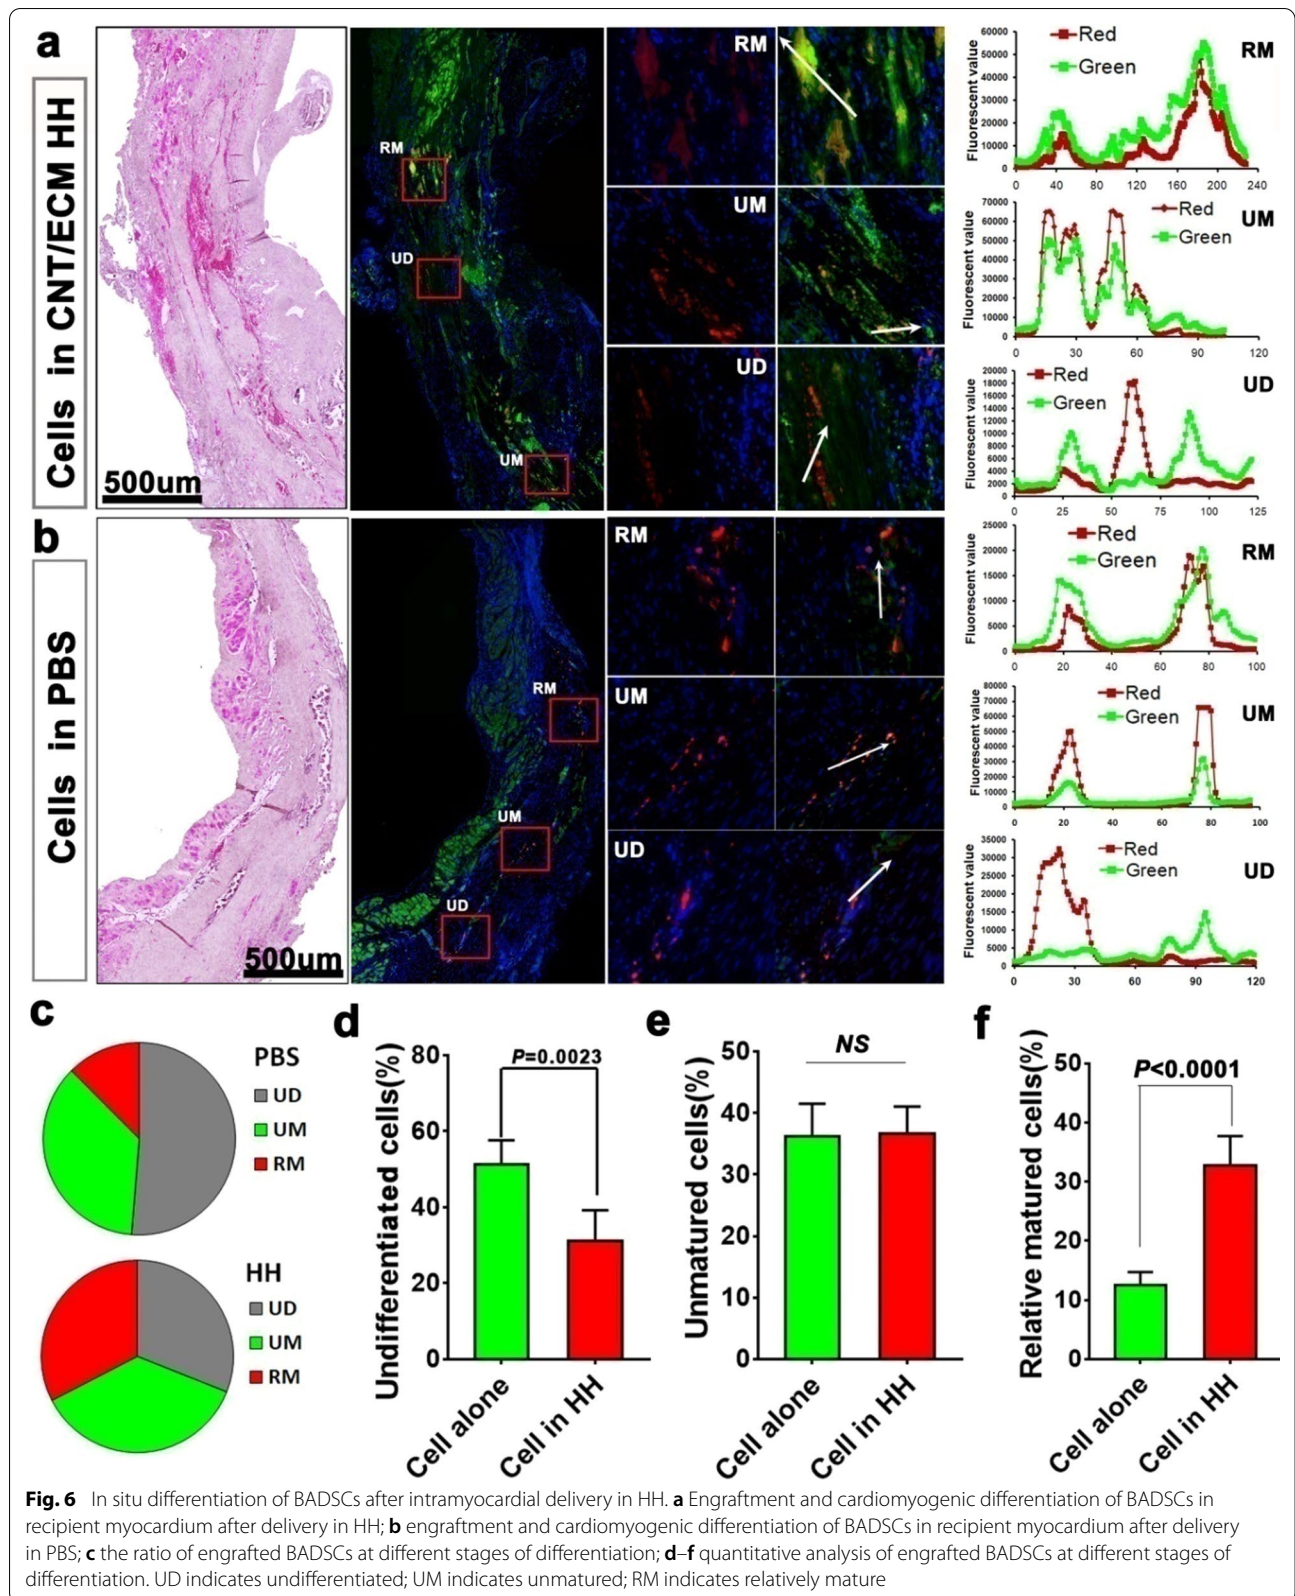 a
Cells in CNT/ECM HH
500um
RM
UD
UM
RM
UM
UD
Fluorescent value
60000
50000
40000
30000
20000
10000
0
Red
Green
RM
0 40 80 120 160 200 240
Fluorescent value
70000
60000
50000
40000
30000
20000
10000
0
Red
Green
UM
0 30 60 90 120
Fluorescent value
20000
18000
16000
14000
12000
10000
8000
6000
4000
2000
0
Red
Green
UD
0 25 50 75 100 125
b
Cells in PBS
500um
RM
UM
UD
RM
UM
UD
Fluorescent value
25000
20000
15000
10000
5000
0
Red
Green
RM
0 20 40 60 80 100
Fluorescent value
80000
70000
60000
50000
40000
30000
20000
10000
0
Red
Green
UM
0 20 40 60 80 100
Fluorescent value
35000
30000
25000
20000
15000
10000
5000
0
Red
Green
UD
0 30 60 90 120
c
PBS
UD
UM
RM
HH
UD
UM
RM
d
Undifferentiated cells(%)
80
60
40
20
0
P=0.0023
Cell alone
Cell in HH
e
Unmatured cells(%)
50
40
30
20
10
0
NS
Cell alone
Cell in HH
f
Relative matured cells(%)
50
40
30
20
10
0
P<0.0001
Cell alone
Cell in HH
Fig. 6 In situ differentiation of BADSCs after intramyocardial delivery in HH. a Engraftment and cardiomyogenic differentiation of BADSCs in
recipient myocardium after delivery in HH; b engraftment and cardiomyogenic differentiation of BADSCs in recipient myocardium after delivery
in PBS; c the ratio of engrafted BADSCs at different stages of differentiation; d–f quantitative analysis of engrafted BADSCs at different stages of
differentiation. UD indicates undifferentiated; UM indicates unmatured; RM indicates relatively mature